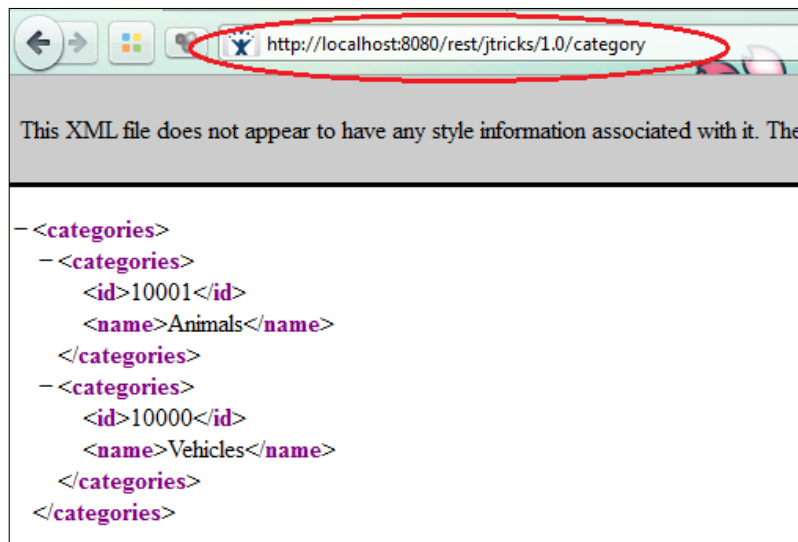 http://localhost:8080/rest/jtricks/1.0/category
This XML file does not appear to have any style information associated with it. The
− <categories>
− <categories>
<id>10001</id>
<name>Animals</name>
</categories>
− <categories>
<id>10000</id>
<name>Vehicles</name>
</categories>
</categories>